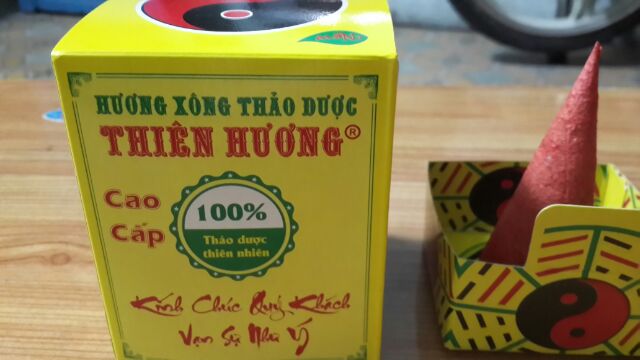 HƯƠNG XÔNG THẢO DƯỢC
THIÊN HƯƠNG®
Cao
Cấp
100%
Thảo dược
thiên nhiên
Kính Chúc Quý Khách
Vạn Sự Như Ý